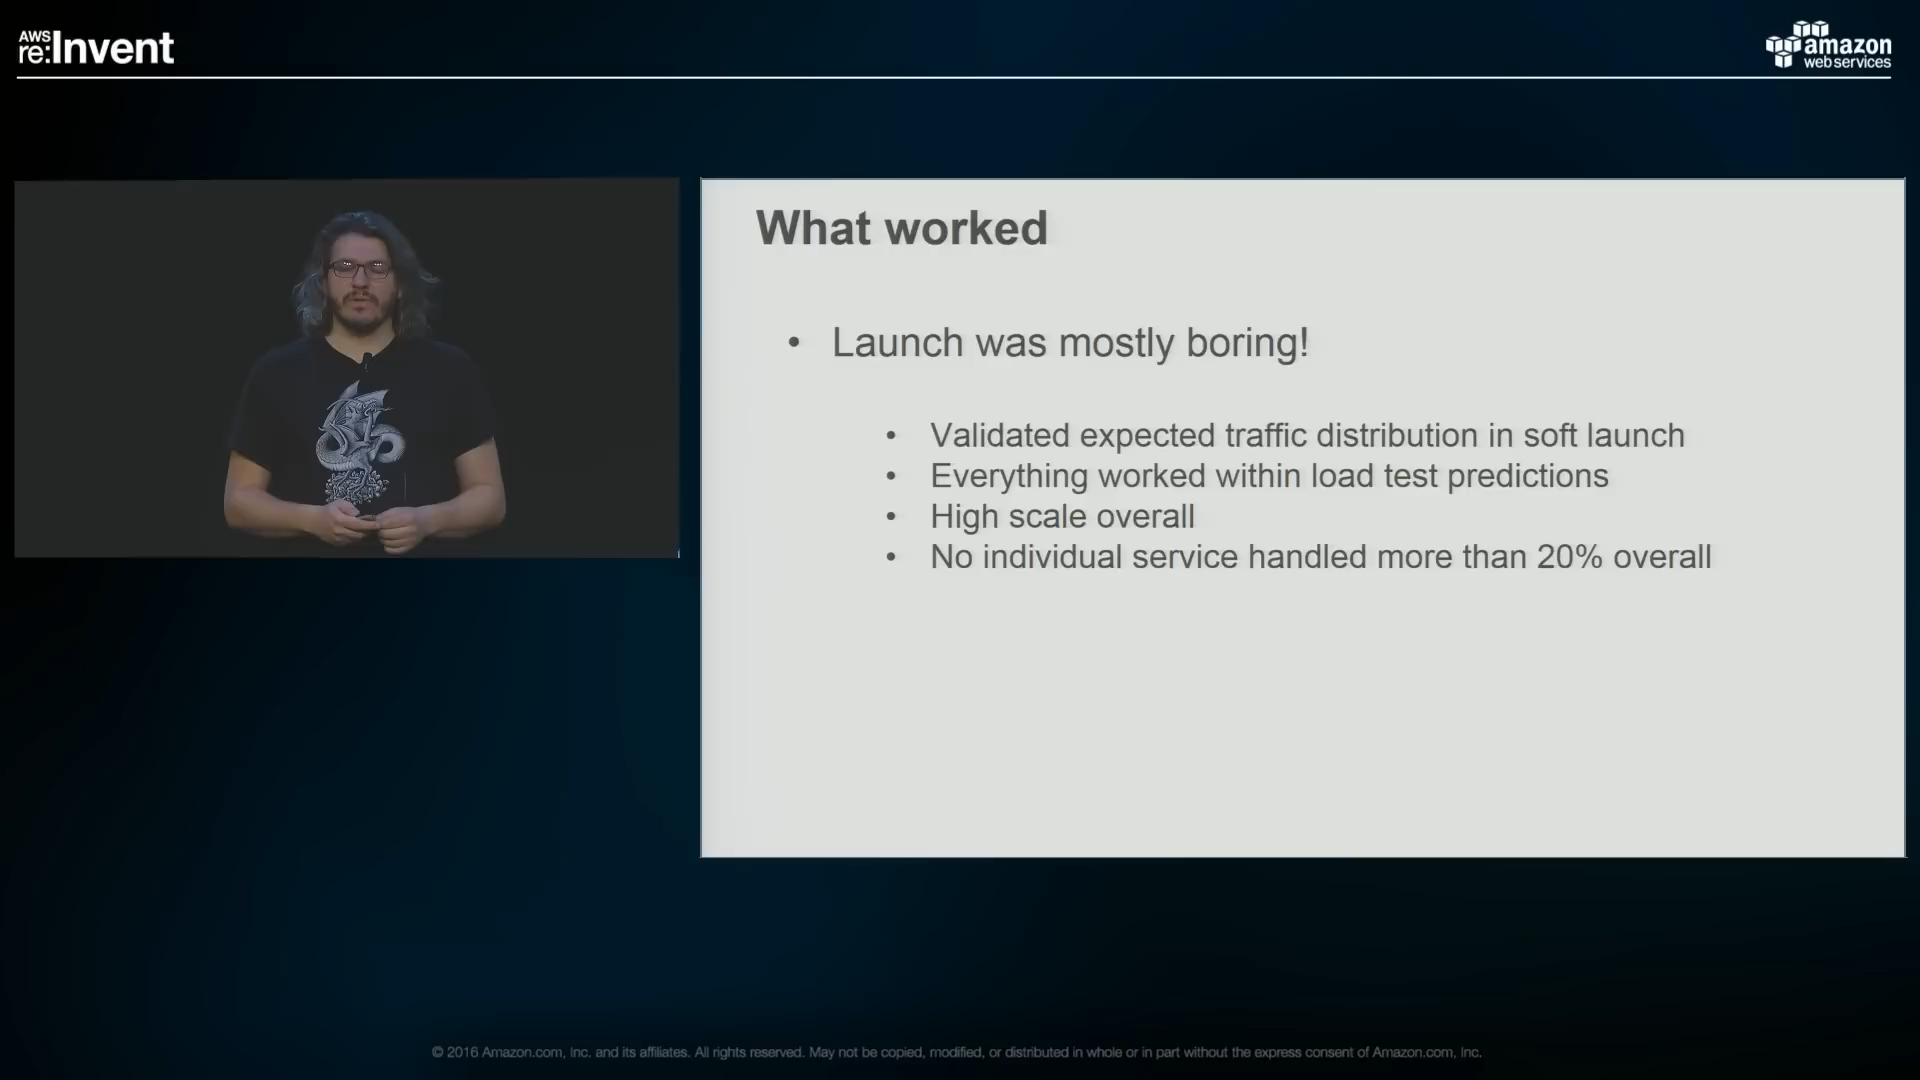 AWS
re:Invent
amazon
web services
What worked
• Launch was mostly boring!
• Validated expected traffic distribution in soft launch
• Everything worked within load test predictions
• High scale overall
• No individual service handled more than 20% overall
© 2016 Amazon.com, Inc. and its affiliates. All rights reserved. May not be copied, modified, or distributed in whole or in part without the express consent of Amazon.com, Inc.